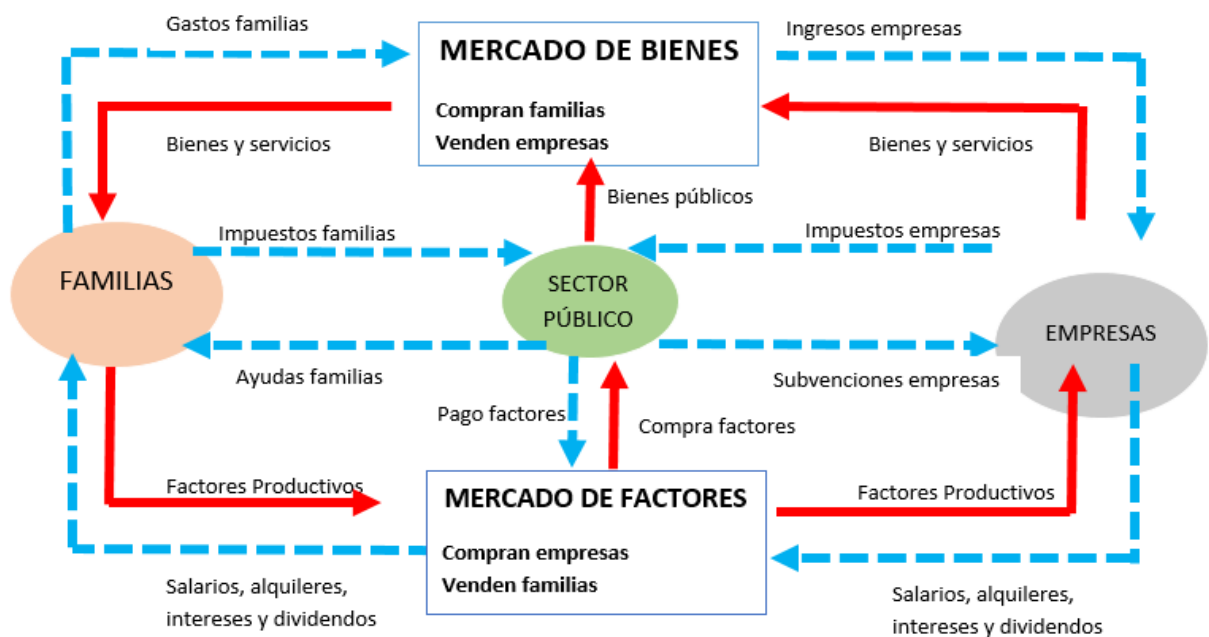 Gastos familias
MERCADO DE BIENES
Ingresos empresas
Compran familias
Venden empresas
Bienes y servicios
Bienes y servicios
Bienes públicos
Impuestos familias
Impuestos empresas
FAMILIAS
SECTOR
PÚBLICO
EMPRESAS
Ayudas familias
Subvenciones empresas
Pago factores
Compra factores
Factores Productivos
MERCADO DE FACTORES
Factores Productivos
Compran empresas
Venden familias
Salarios, alquileres,
intereses y dividendos
Salarios, alquileres,
intereses y dividendos